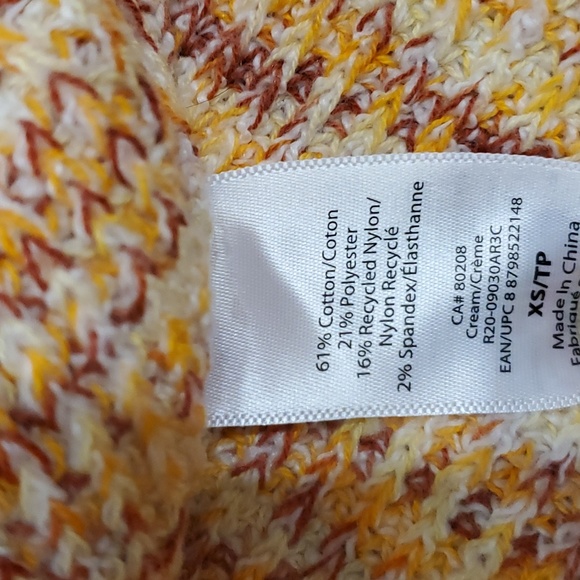 61% Cotton/Coton
21% Polyester
16% Recycled Nylon/
Nylon Recyclé
2% Spandex/Élasthanne
CA# 80208
Cream/Crème
R20-09030AR3C
EAN/UPC 8 8798522148
XS/TP
Made In China
Fabriqué